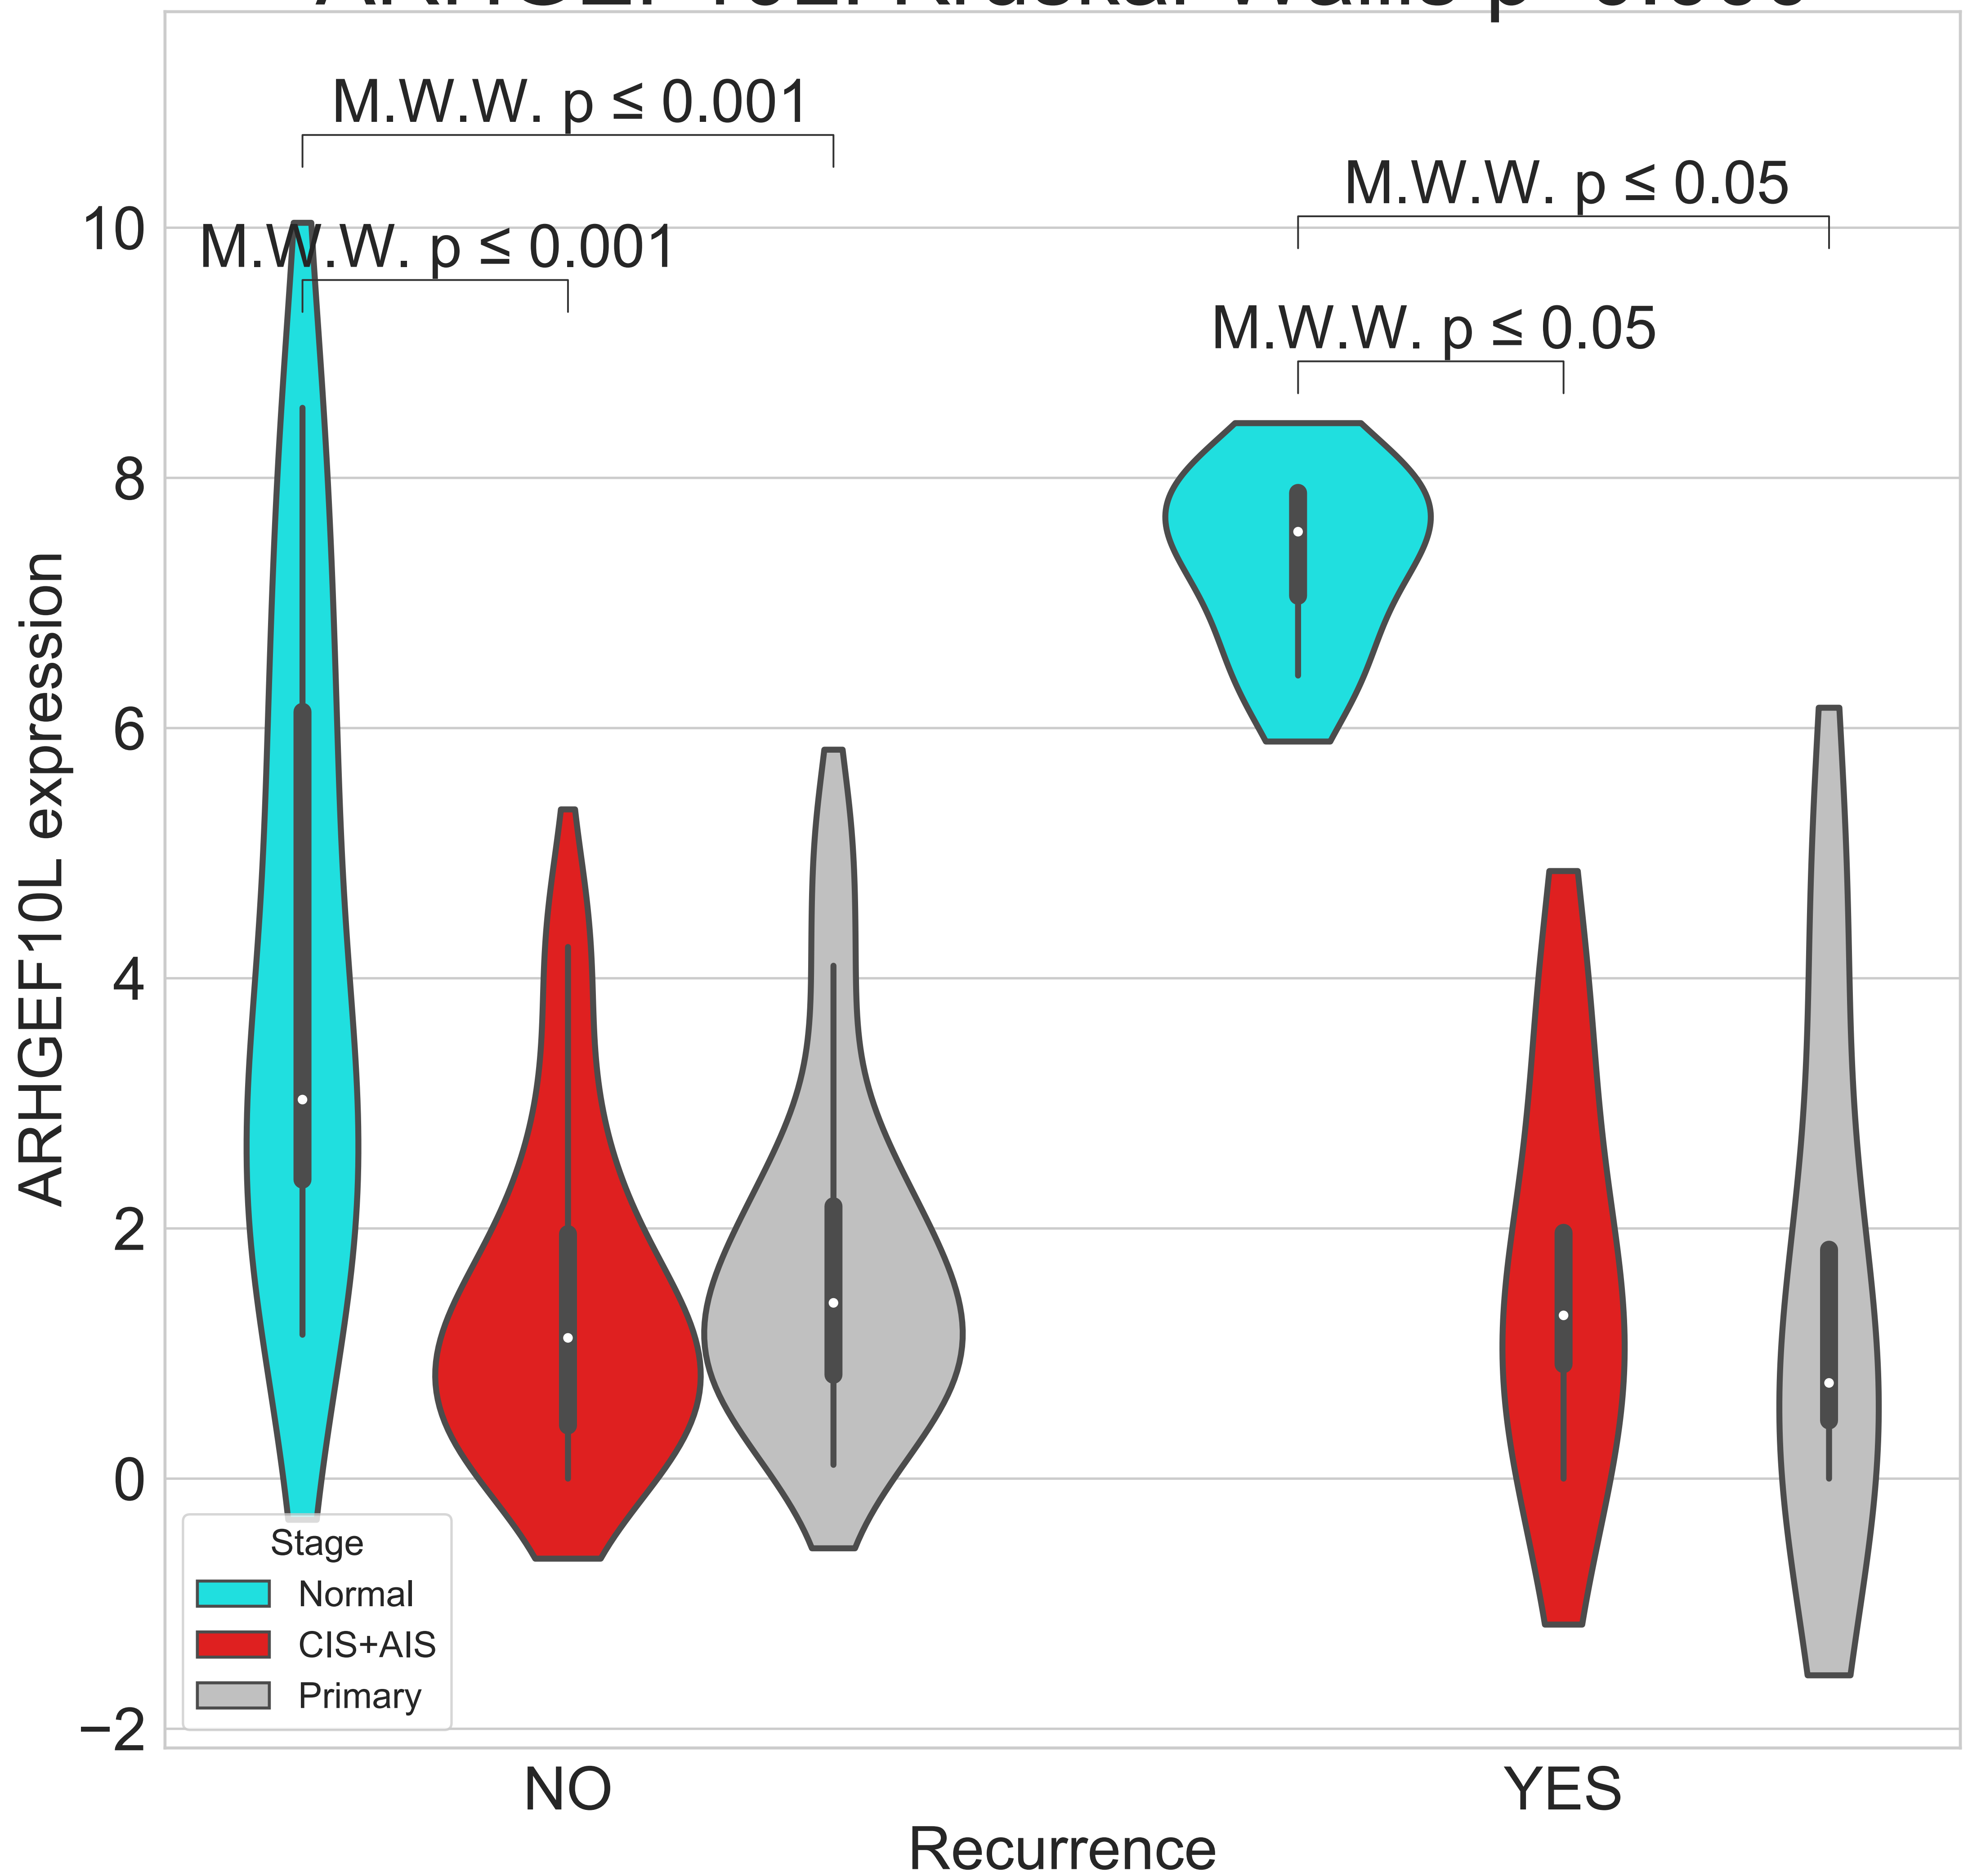 M.W.W. p ≤ 0.001
M.W.W. p ≤ 0.05
M.W.W. p ≤ 0.001
M.W.W. p ≤ 0.05
10
8
6
4
2
0
−2
ARHGEF10L expression
Stage
Normal
CIS+AIS
Primary
NO
YES
Recurrence